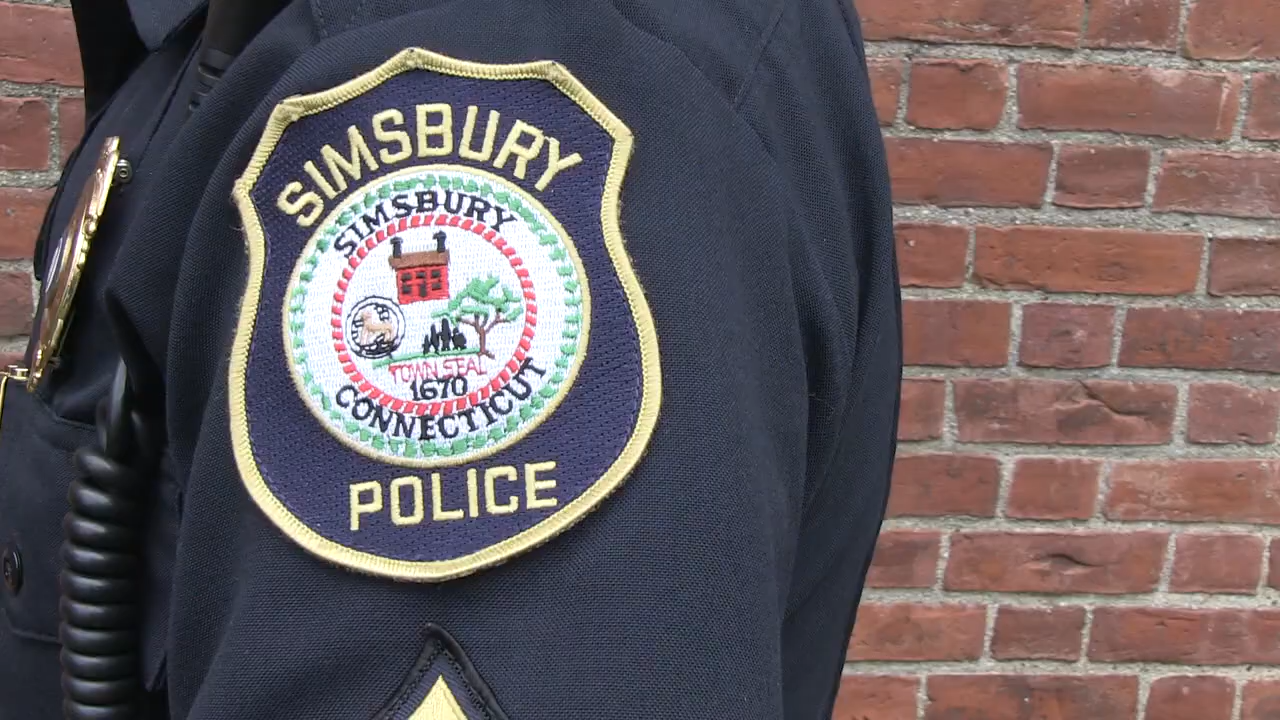 SIMSBURY
SIMSBURY
TOWN SEAL
1670
CONNECTICUT
POLICE